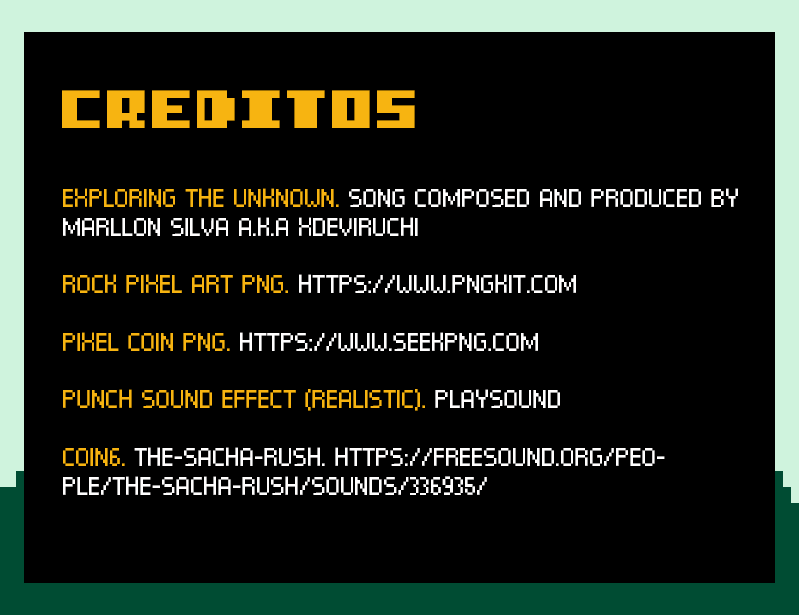 CREDITOS
EXPLORING THE UNKNOWN. SONG COMPOSED AND PRODUCED BY
MARLLON SILVA A.K.A XDEVIRUCHI
ROCK PIXEL ART PNG. HTTPS://WWW.PNGKIT.COM
PIXEL COIN PNG. HTTPS://WWW.SEEKPNG.COM
PUNCH SOUND EFFECT (REALISTIC). PLAYSOUND
COIN6. THE-SACHA-RUSH. HTTPS://FREESOUND.ORG/PEO-
PLE/THE-SACHA-RUSH/SOUNDS/336935/